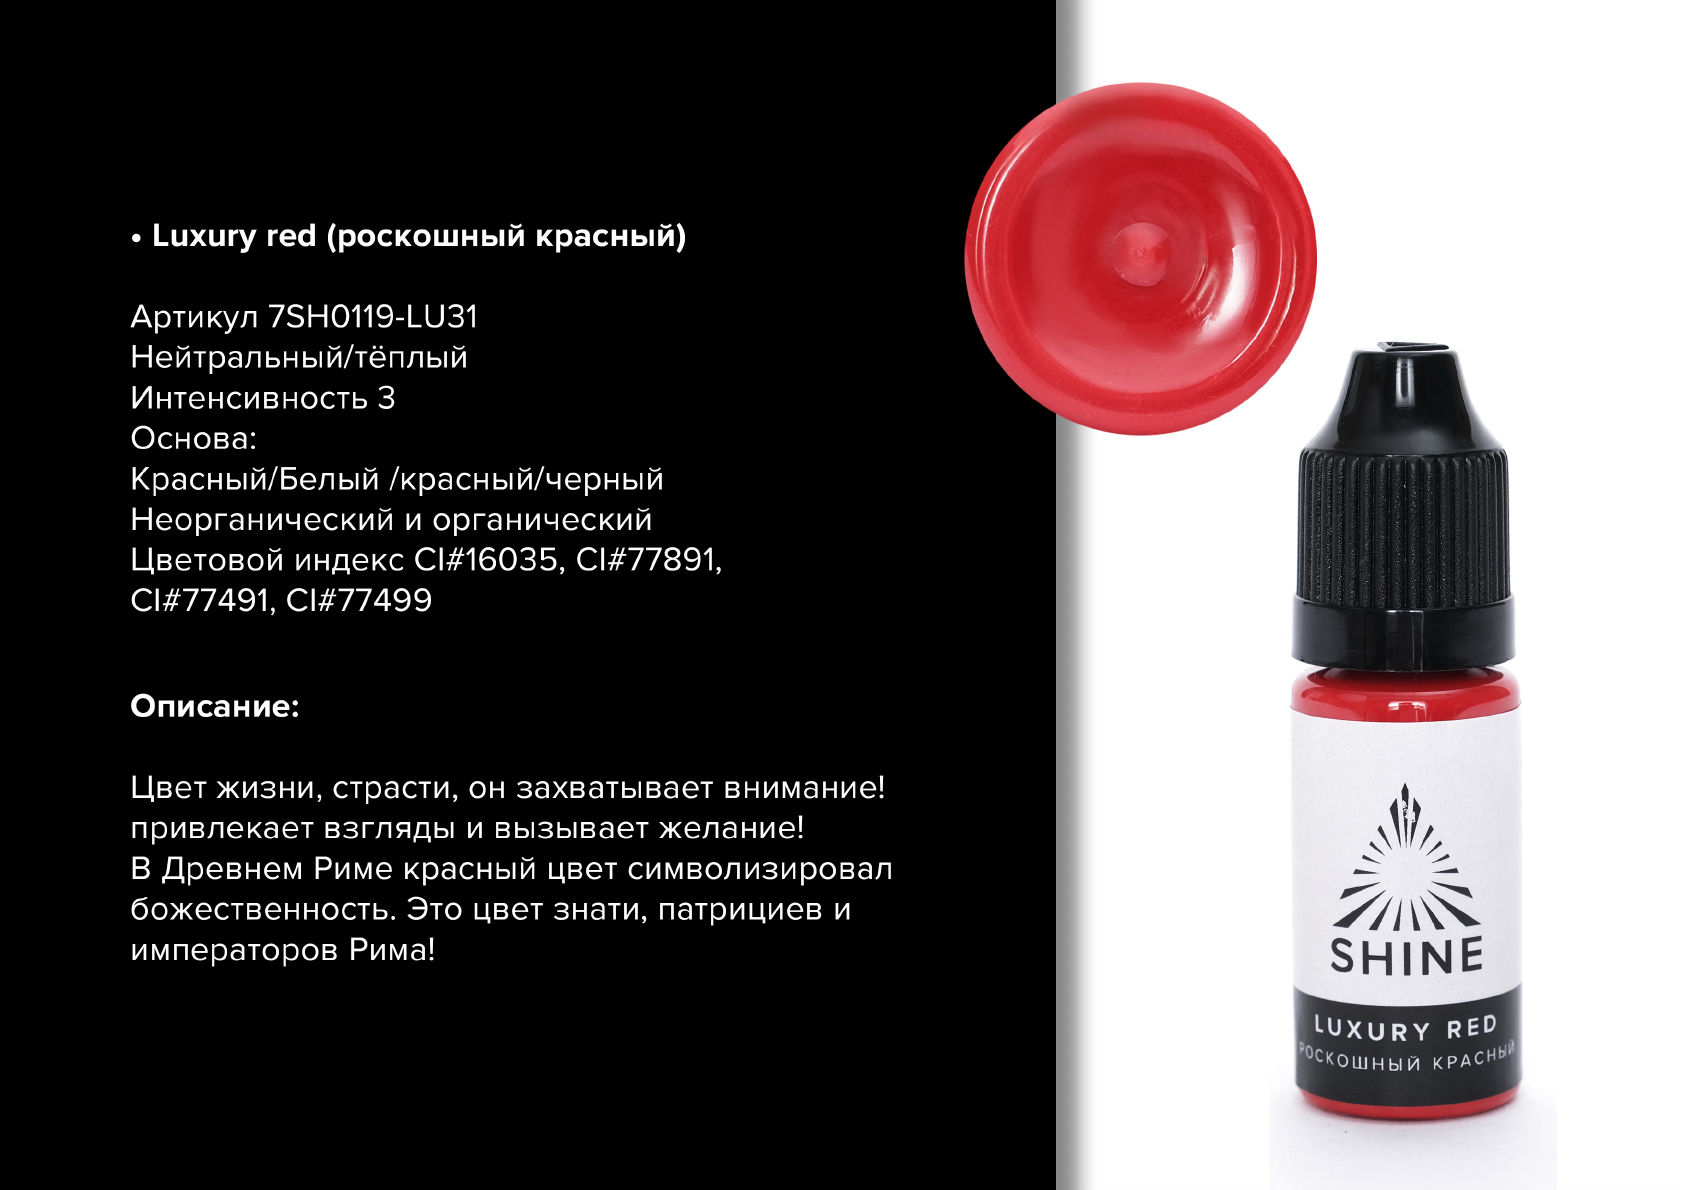 • Luxury red (роскошный красный)
Артикул 7SH0119-LU31
Нейтральный/тёплый
Интенсивность 3
Основа:
Красный/Белый /красный/черный
Неорганический и органический
Цветовой индекс CI#16035, CI#77891,
CI#77491, CI#77499
Описание:
Цвет жизни, страсти, он захватывает внимание!
привлекает взгляды и вызывает желание!
В Древнем Риме красный цвет символизировал
божественность. Это цвет знати, патрициев и
императоров Рима!
SHINE
LUXURY RED
РОСКОШНЫЙ КРАСНЫЙ